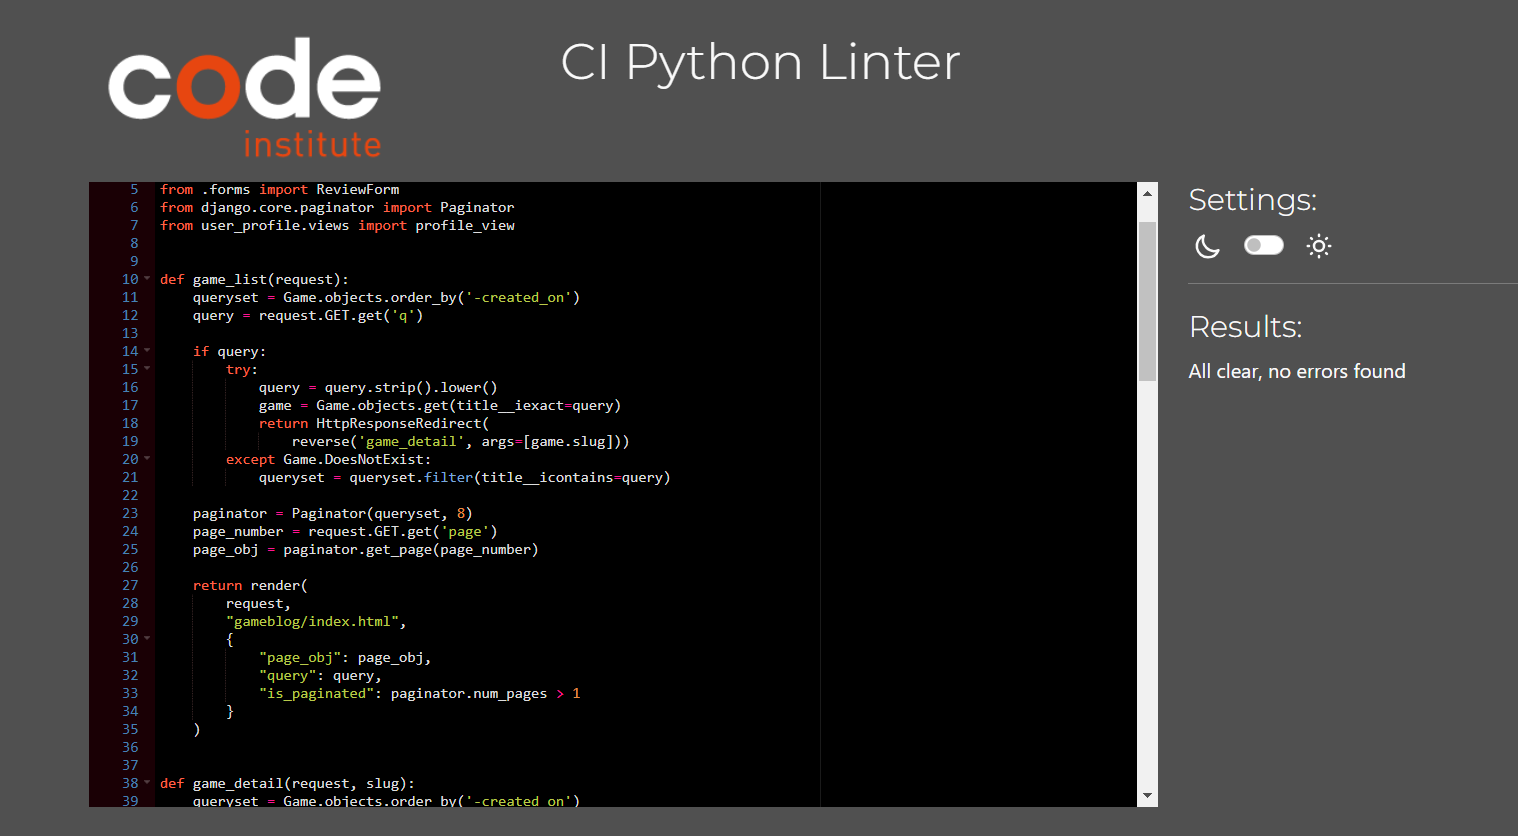 code
institute
CI Python Linter
5 from .forms import ReviewForm
6 from django.core.paginator import Paginator
7 from user_profile.views import profile_view
8
9
10 def game_list(request):
11     queryset = Game.objects.order_by('-created_on')
12     query = request.GET.get('q')
13
14     if query:
15         try:
16             query = query.strip().lower()
17             game = Game.objects.get(title__iexact=query)
18             return HttpResponseRedirect(
19                 reverse('game_detail', args=[game.slug]))
20         except Game.DoesNotExist:
21             queryset = queryset.filter(title__icontains=query)
22
23     paginator = Paginator(queryset, 8)
24     page_number = request.GET.get('page')
25     page_obj = paginator.get_page(page_number)
26
27     return render(
28         request,
29         "gameblog/index.html",
30         {
31             "page_obj": page_obj,
32             "query": query,
33             "is_paginated": paginator.num_pages > 1
34         }
35     )
36
37
38 def game_detail(request, slug):
39     queryset = Game.objects.order_by('-created_on')
Settings:
Results:
All clear, no errors found